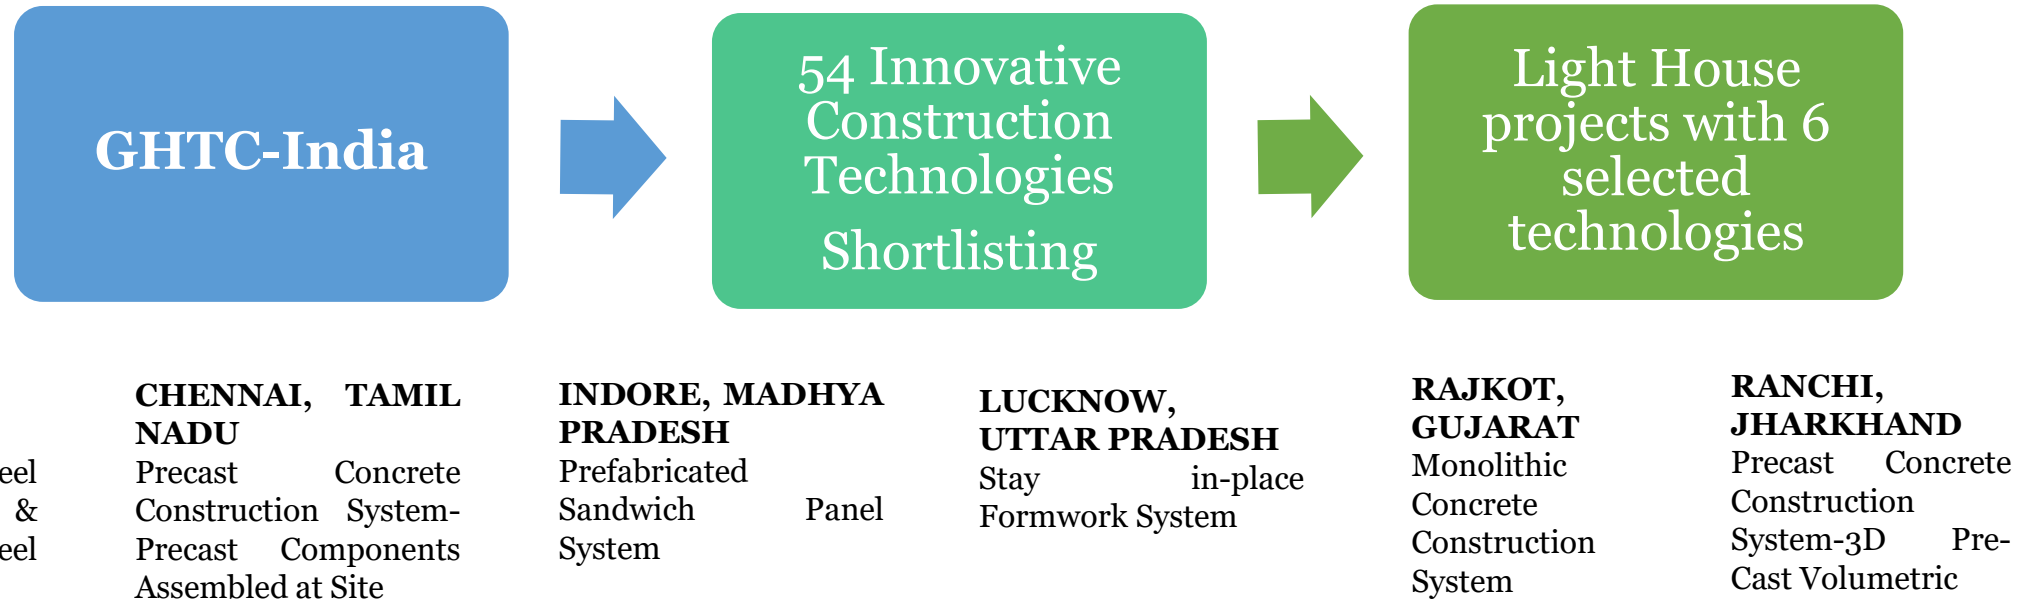 GHTC-India
54 Innovative
Construction
Technologies
Shortlisting
Light House
projects with 6
selected
technologies
&
CHENNAI, TAMIL
NADU
Precast Concrete
Construction System-
Precast Components
Assembled at Site
INDORE, MADHYA
PRADESH
Prefabricated
Sandwich Panel
System
LUCKNOW,
UTTAR PRADESH
Stay in-place
Formwork System
RAJKOT,
GUJARAT
Monolithic
Concrete
Construction
System
RANCHI,
JHARKHAND
Precast Concrete
Construction
System-3D Pre-
Cast Volumetric